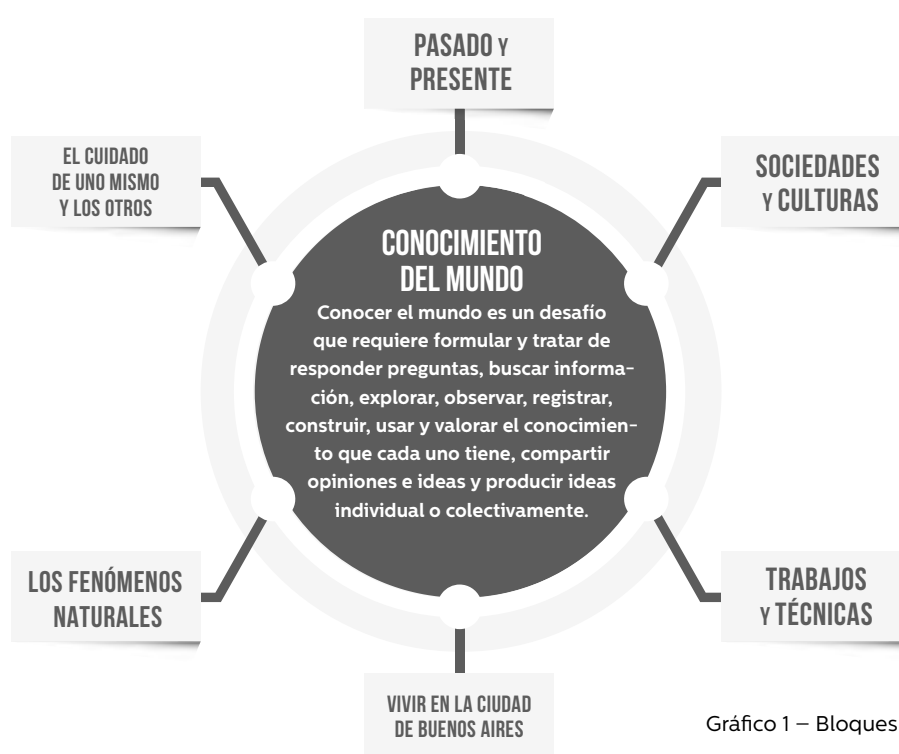 PASADO Y
PRESENTE
EL CUIDADO
DE UNO MISMO
Y LOS OTROS
SOCIEDADES
Y CULTURAS
CONOCIMIENTO
DEL MUNDO
Conocer el mundo es un desafío
que requiere formular y tratar de
responder preguntas, buscar informa-
ción, explorar, observar, registrar,
construir, usar y valorar el conocimien-
to que cada uno tiene, compartir
opiniones e ideas y producir ideas
individual o colectivamente.
LOS FENÓMENOS
NATURALES
TRABAJOS
Y TÉCNICAS
VIVIR EN LA CIUDAD
DE BUENOS AIRES
Gráfico 1 – Bloques